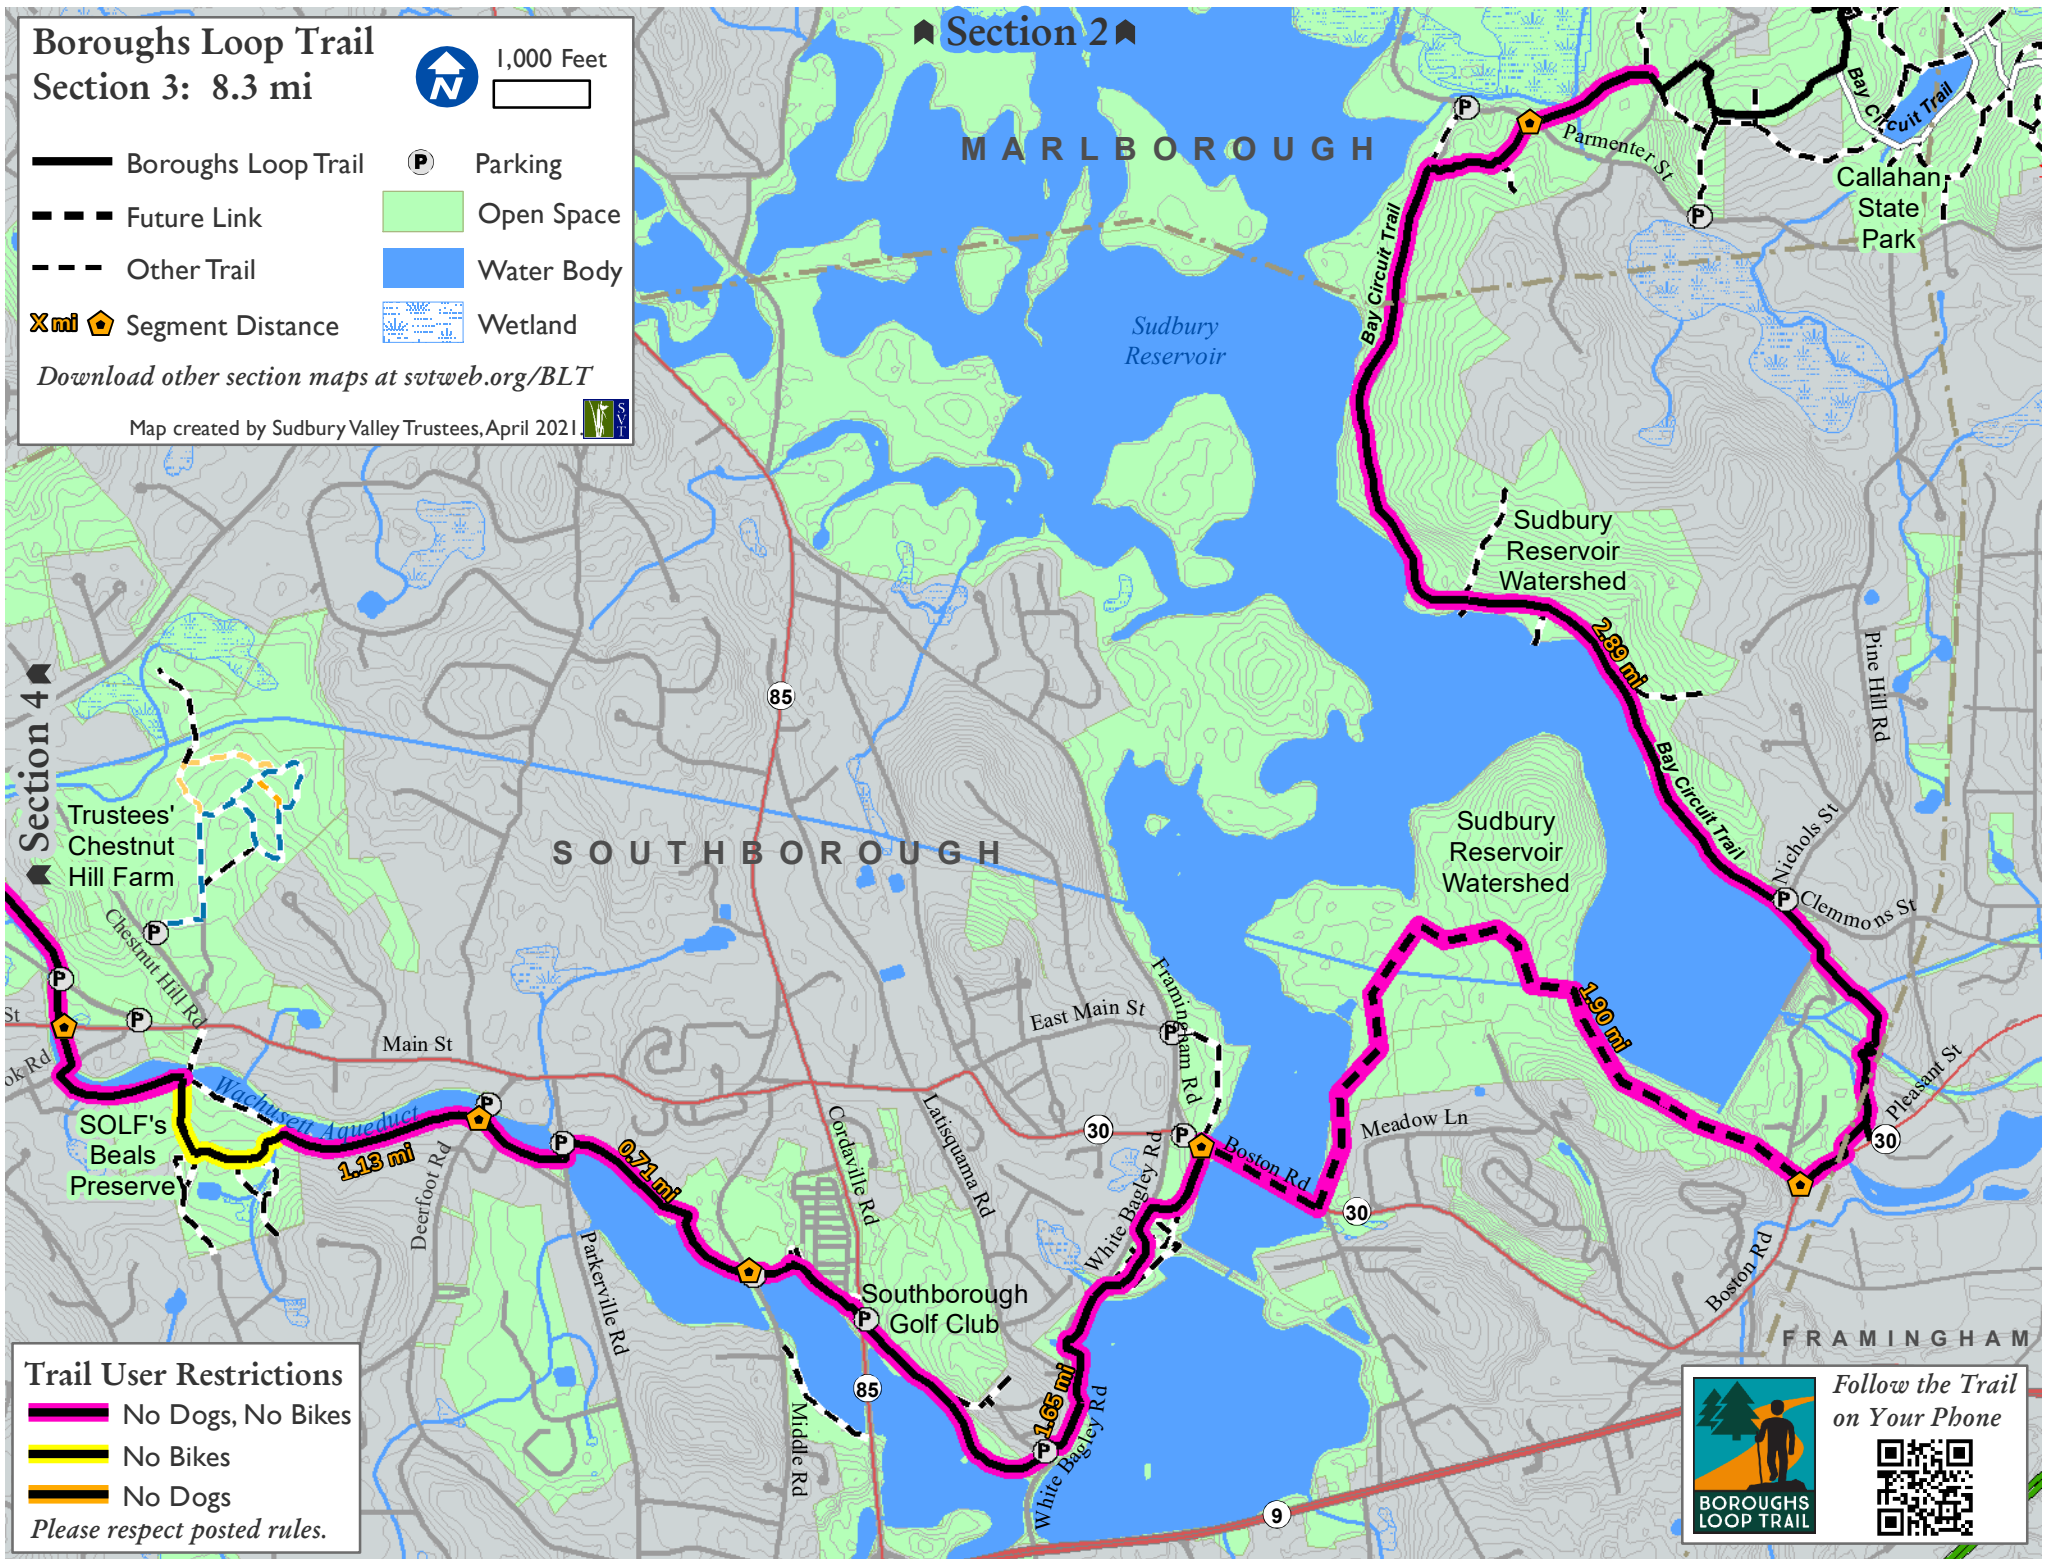 Boroughs Loop Trail
Section 3: 8.3 mi
N
1,000 Feet
Boroughs Loop Trail
P Parking
Future Link
Open Space
Other Trail
Water Body
X mi Segment Distance
Wetland
Download other section maps at svtweb.org/BLT
Map created by Sudbury Valley Trustees, April 2021.
SVT
Section 2
MARLBOROUGH
P
Parmenter St
P
Bay Circuit Trail
Callahan
State
Park
Bay Circuit Trail
Sudbury
Reservoir
Sudbury
Reservoir
Watershed
2.89 mi
Pine Hill Rd
Bay Circuit Trail
Nichols St
P
Clemmons St
85
Section 4
Trustees'
Chestnut
Hill Farm
SOUTHBOROUGH
Sudbury
Reservoir
Watershed
P
Chestnut Hill Rd
P
P
St
ok Rd
Main St
Framingham Rd
East Main St
P
1.90 mi
Pleasant St
30
Wachusett Aqueduct
SOLF's
Beals
Preserve
1.13 mi
P
Deerfoot Rd
P
0.71 mi
Cordaville Rd
Latisquama Rd
30
P
Boston Rd
Meadow Ln
30
White Bagley Rd
Parkerville Rd
Boston Rd
P
Southborough
Golf Club
85
Middle Rd
1.65 mi
P
White Bagley Rd
9
FRAMINGHAM
Trail User Restrictions
No Dogs, No Bikes
No Bikes
No Dogs
Please respect posted rules.
Follow the Trail
on Your Phone
BOROUGHS
LOOP TRAIL